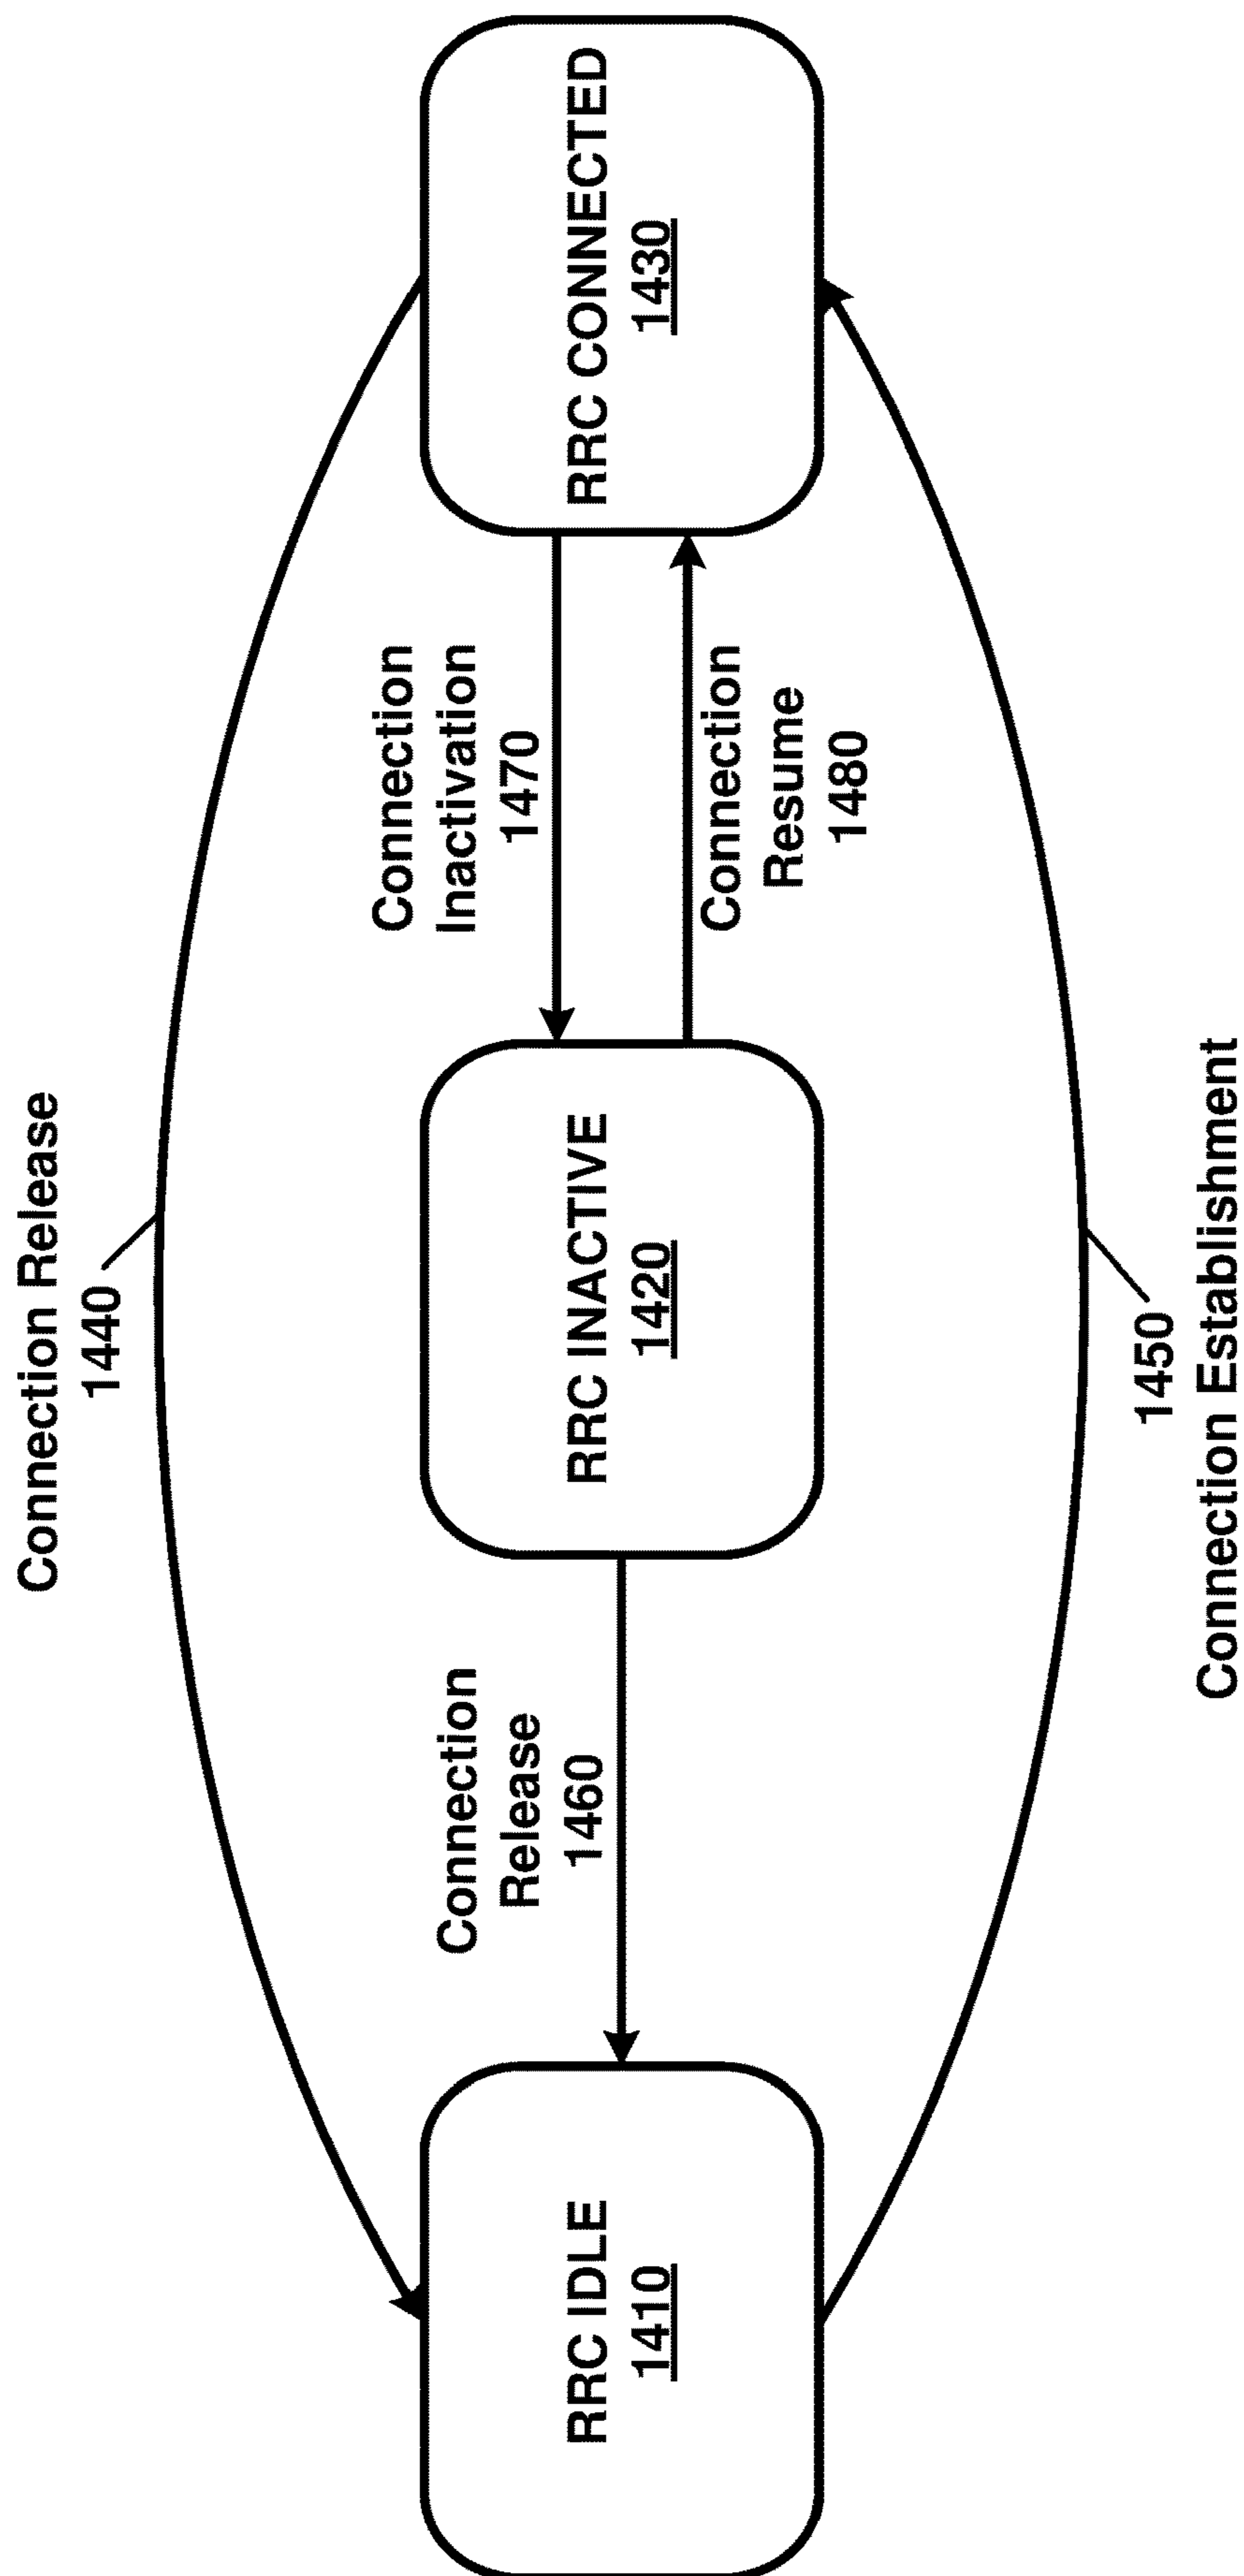 Connection Release
1440
RRC IDLE
1410
Connection
Release
1460
RRC INACTIVE
1420
Connection
Inactivation
1470
Connection
Resume
1480
RRC CONNECTED
1430
1450
Connection Establishment